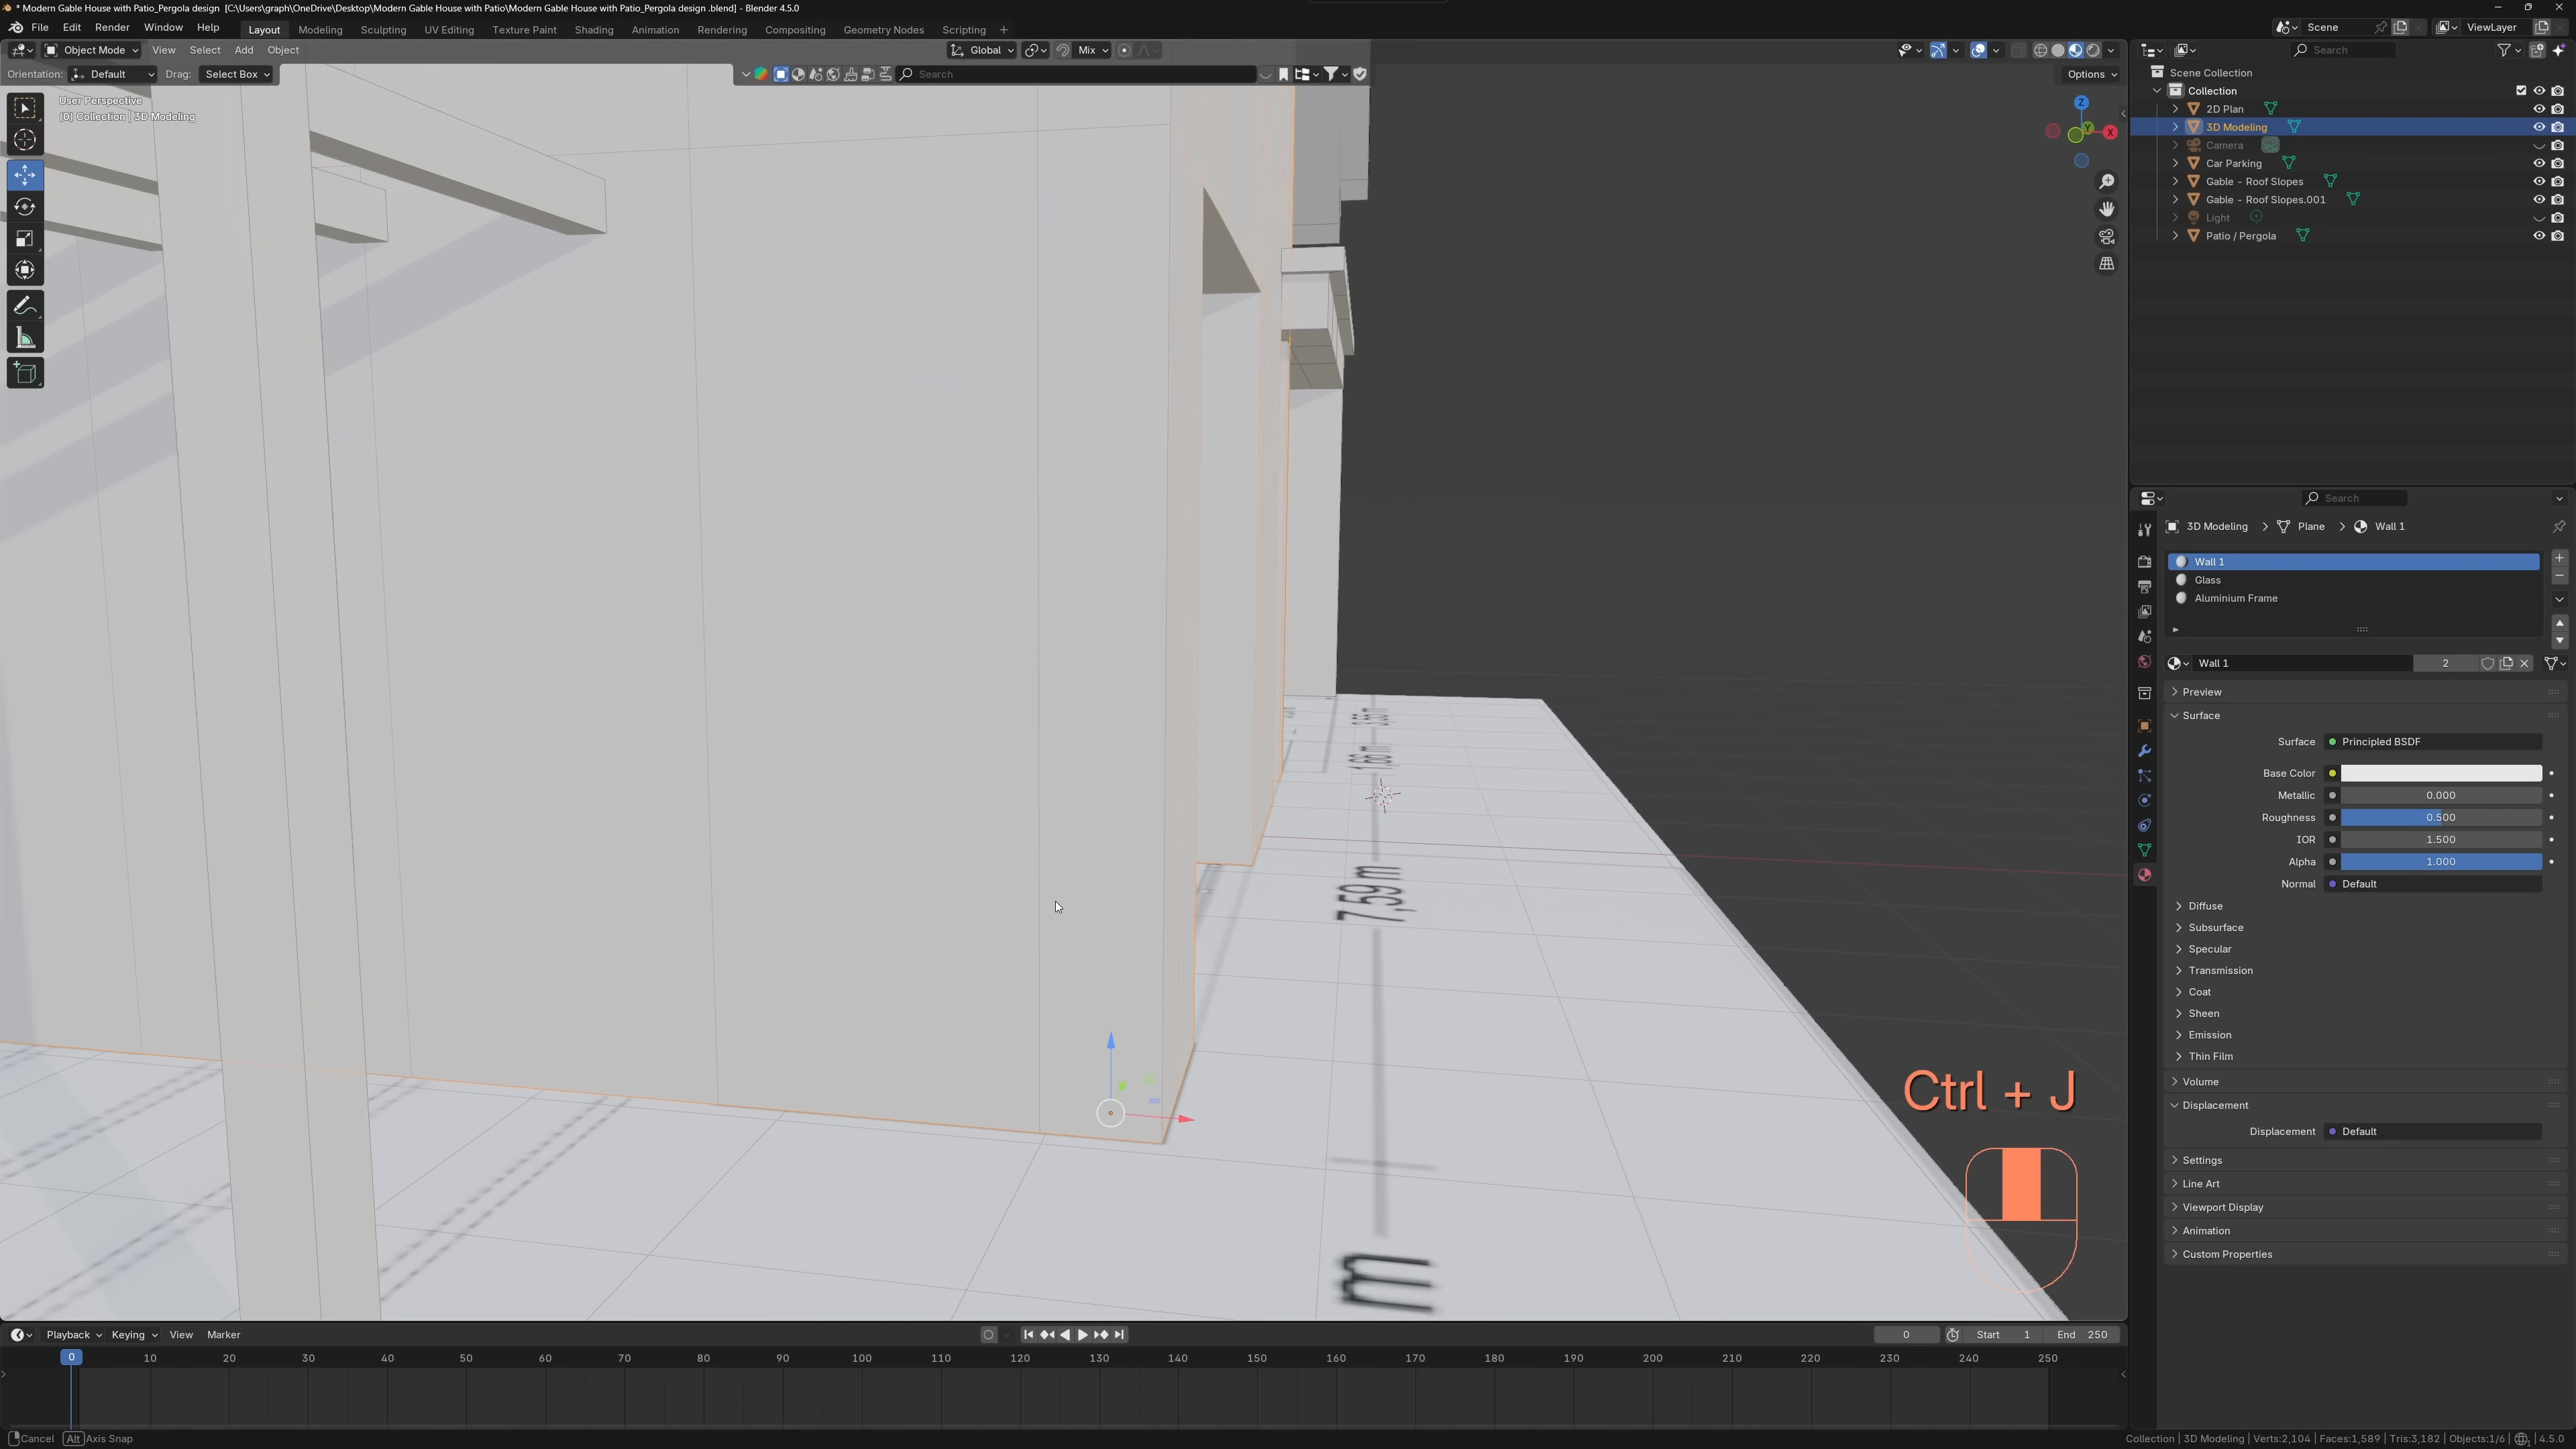 * Modern Gable House with Patio_Pergola design  [C:\Users\graph\OneDrive\Desktop\Modern Gable House with Patio\Modern Gable House with Patio_Pergola design .blend] - Blender 4.5.0
File Edit Render Window Help Layout Modeling Sculpting UV Editing Texture Paint Shading Animation Rendering Compositing Geometry Nodes Scripting +
Scene ViewLayer
Object Mode View Select Add Object Global Mix
Search
Orientation: Default Drag: Select Box Search Options
User Perspective
(0) Collection | 3D Modeling
Z
Y
X
Scene Collection
Collection
2D Plan
3D Modeling
Camera
Car Parking
Gable - Roof Slopes
Gable - Roof Slopes.001
Light
Patio / Pergola
Search
3D Modeling > Plane > Wall 1
Wall 1
Glass
Aluminium Frame
Wall 1 2
Preview
Surface
Surface Principled BSDF
Base Color
Metallic 0.000
Roughness 0.500
IOR 1.500
Alpha 1.000
Normal Default
Diffuse
Subsurface
Specular
Transmission
Coat
Sheen
Emission
Thin Film
Volume
Displacement
Displacement Default
Settings
Line Art
Viewport Display
Animation
Custom Properties
7,59 m
m
Ctrl + J
Playback Keying View Marker 0 Start 1 End 250
0 10 20 30 40 50 60 70 80 90 100 110 120 130 140 150 160 170 180 190 200 210 220 230 240 250
Cancel Alt Axis Snap
Collection | 3D Modeling | Verts:2,104 | Faces:1,589 | Tris:3,182 | Objects:1/6 | 4.5.0